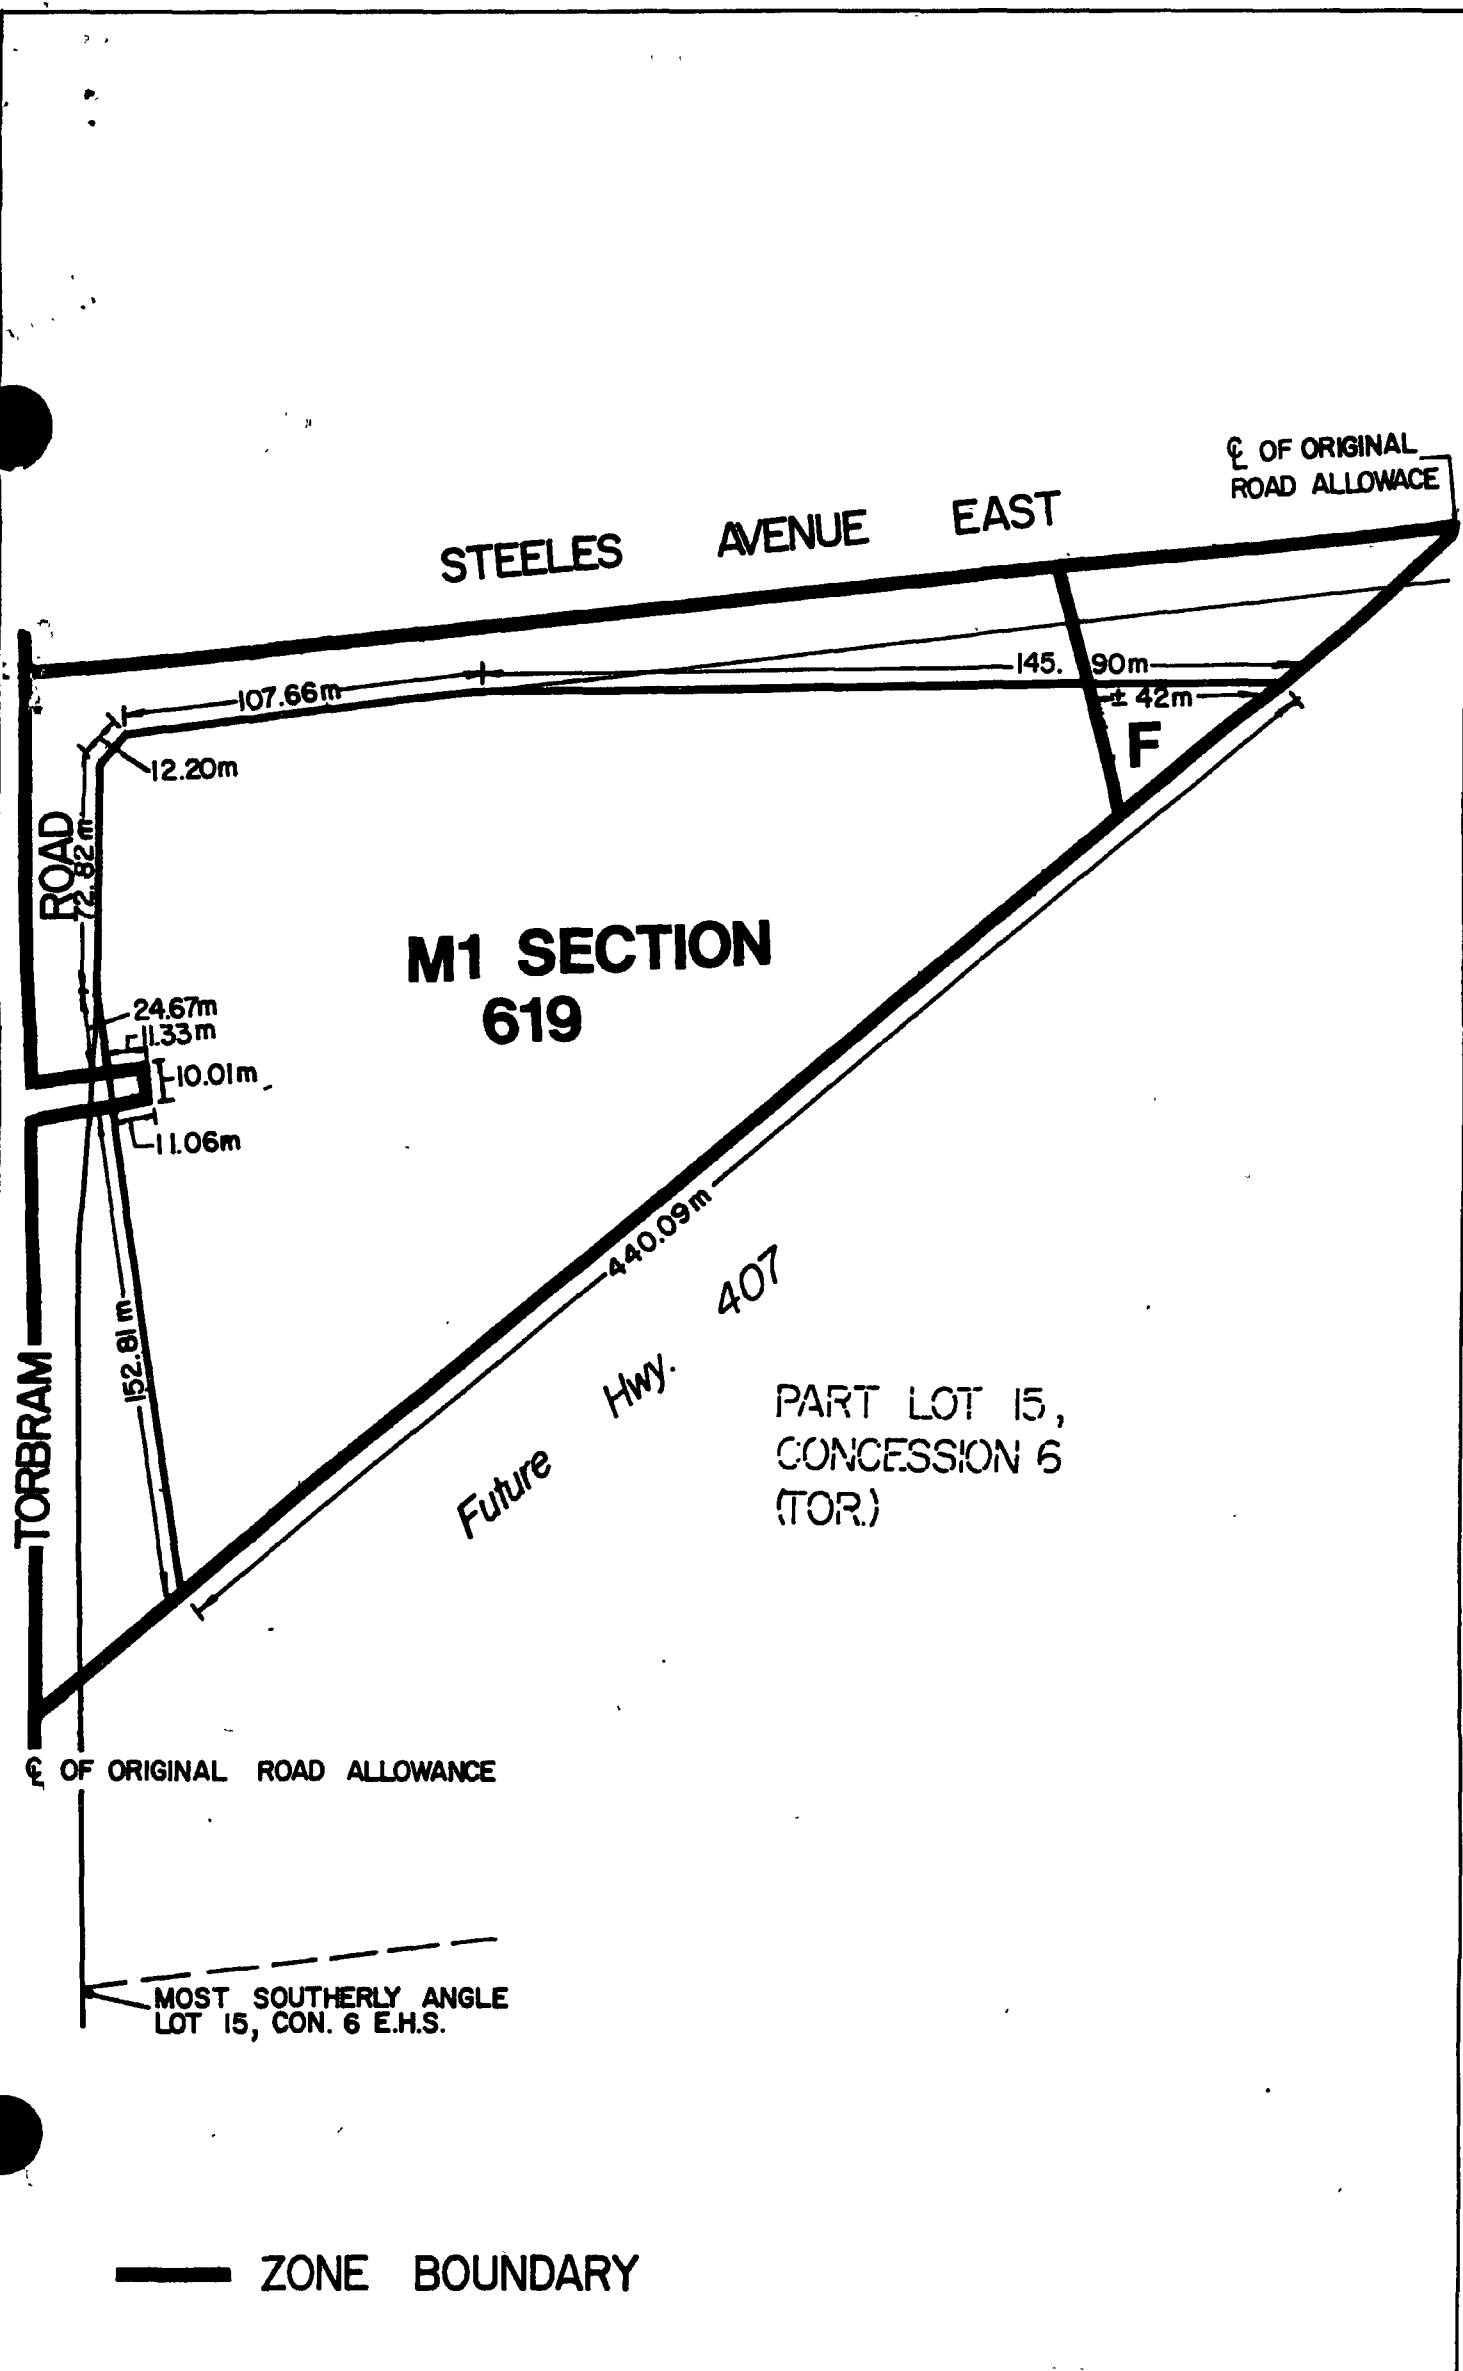 ℄ OF ORIGINAL
ROAD ALLOWACE
STEELES AVENUE EAST
145.90m
107.66m
± 42m
F
12.20m
ROAD
72.82m
M1 SECTION
619
24.67m
11.33m
10.01m
11.06m
440.09m
152.81m
Future Hwy. 407
TORBRAM
PART LOT 15,
CONCESSION 6
(TOR.)
℄ OF ORIGINAL ROAD ALLOWANCE
MOST SOUTHERLY ANGLE
LOT 15, CON. 6 E.H.S.
ZONE BOUNDARY